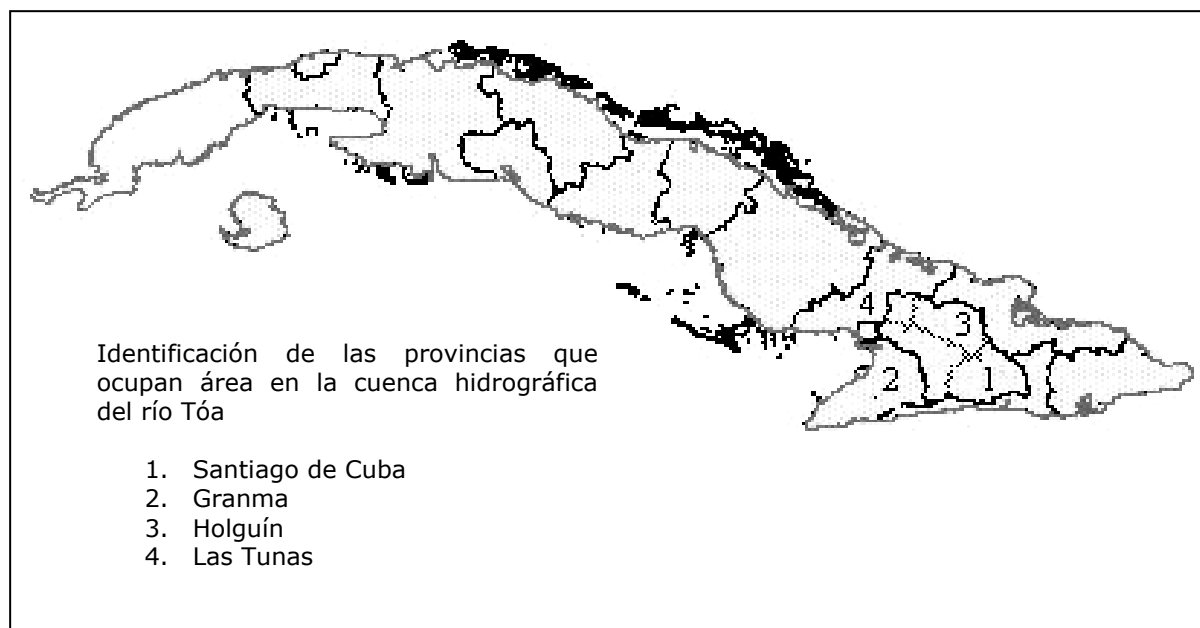 4
3
2
1
Identificación de las provincias que
ocupan área en la cuenca hidrográfica
del río Tóa
1. Santiago de Cuba
2. Granma
3. Holguín
4. Las Tunas